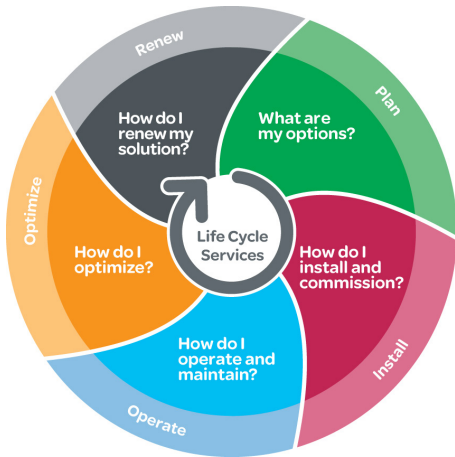 Renew
How do I
renew my
solution?
Plan
What are
my options?
Install
How do I
install and
commission?
Operate
How do I
operate and
maintain?
Optimize
How do I
optimize?
Life Cycle
Services